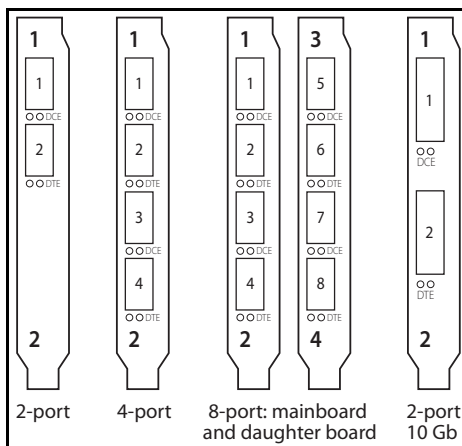 1
1
DCE
2
DTE
2
2-port
1
1
DCE
2
DTE
3
DCE
4
DTE
2
4-port
1
1
DCE
2
DTE
3
DCE
4
DTE
2
3
5
DCE
6
DTE
7
DCE
8
DTE
4
8-port: mainboard
and daughter board
1
1
DCE
2
DTE
2
2-port
10 Gb